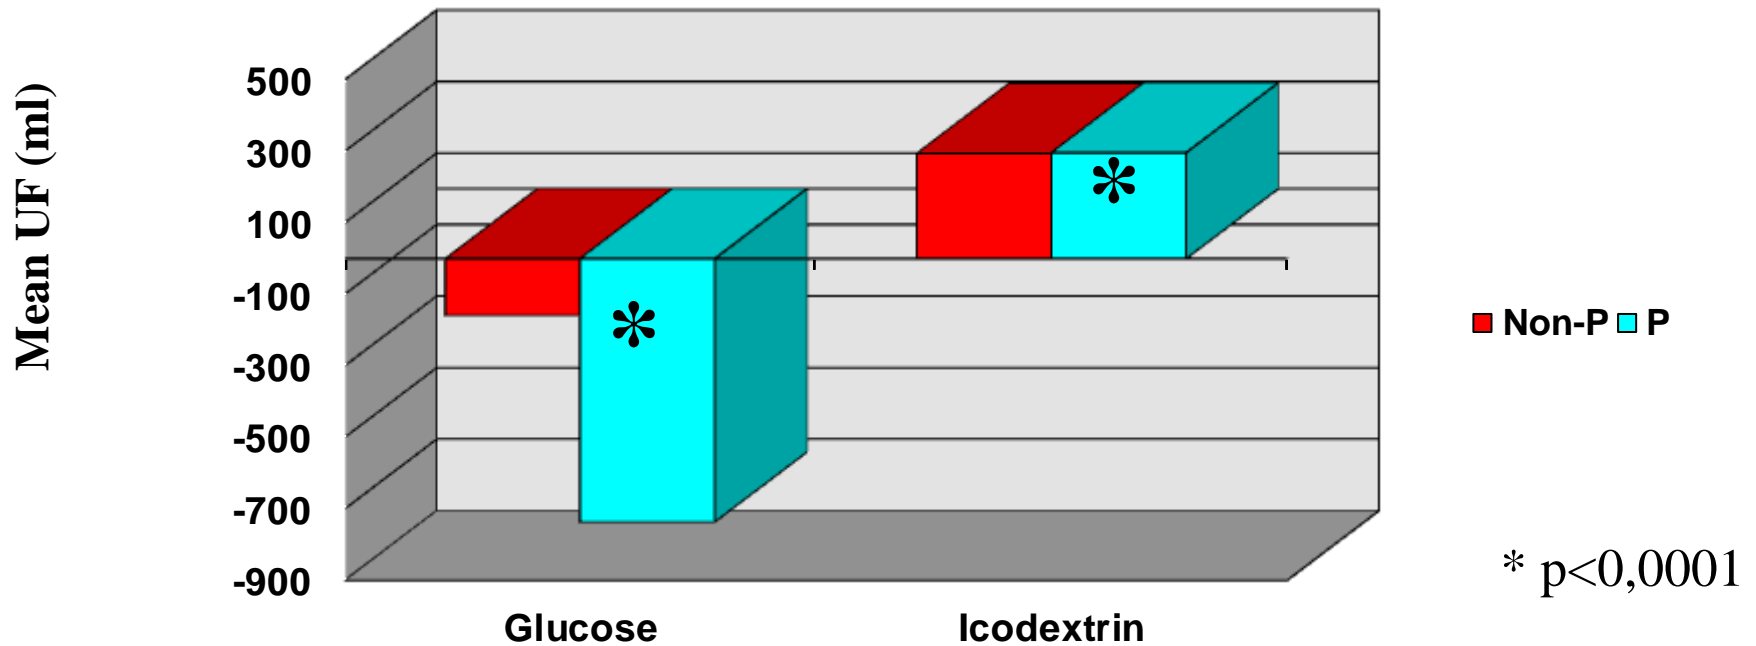 Mean UF (ml)
500
300
100
-100
-300
-500
-700
-900
*
*
Glucose
Icodextrin
Non-P
P
* p<0,0001